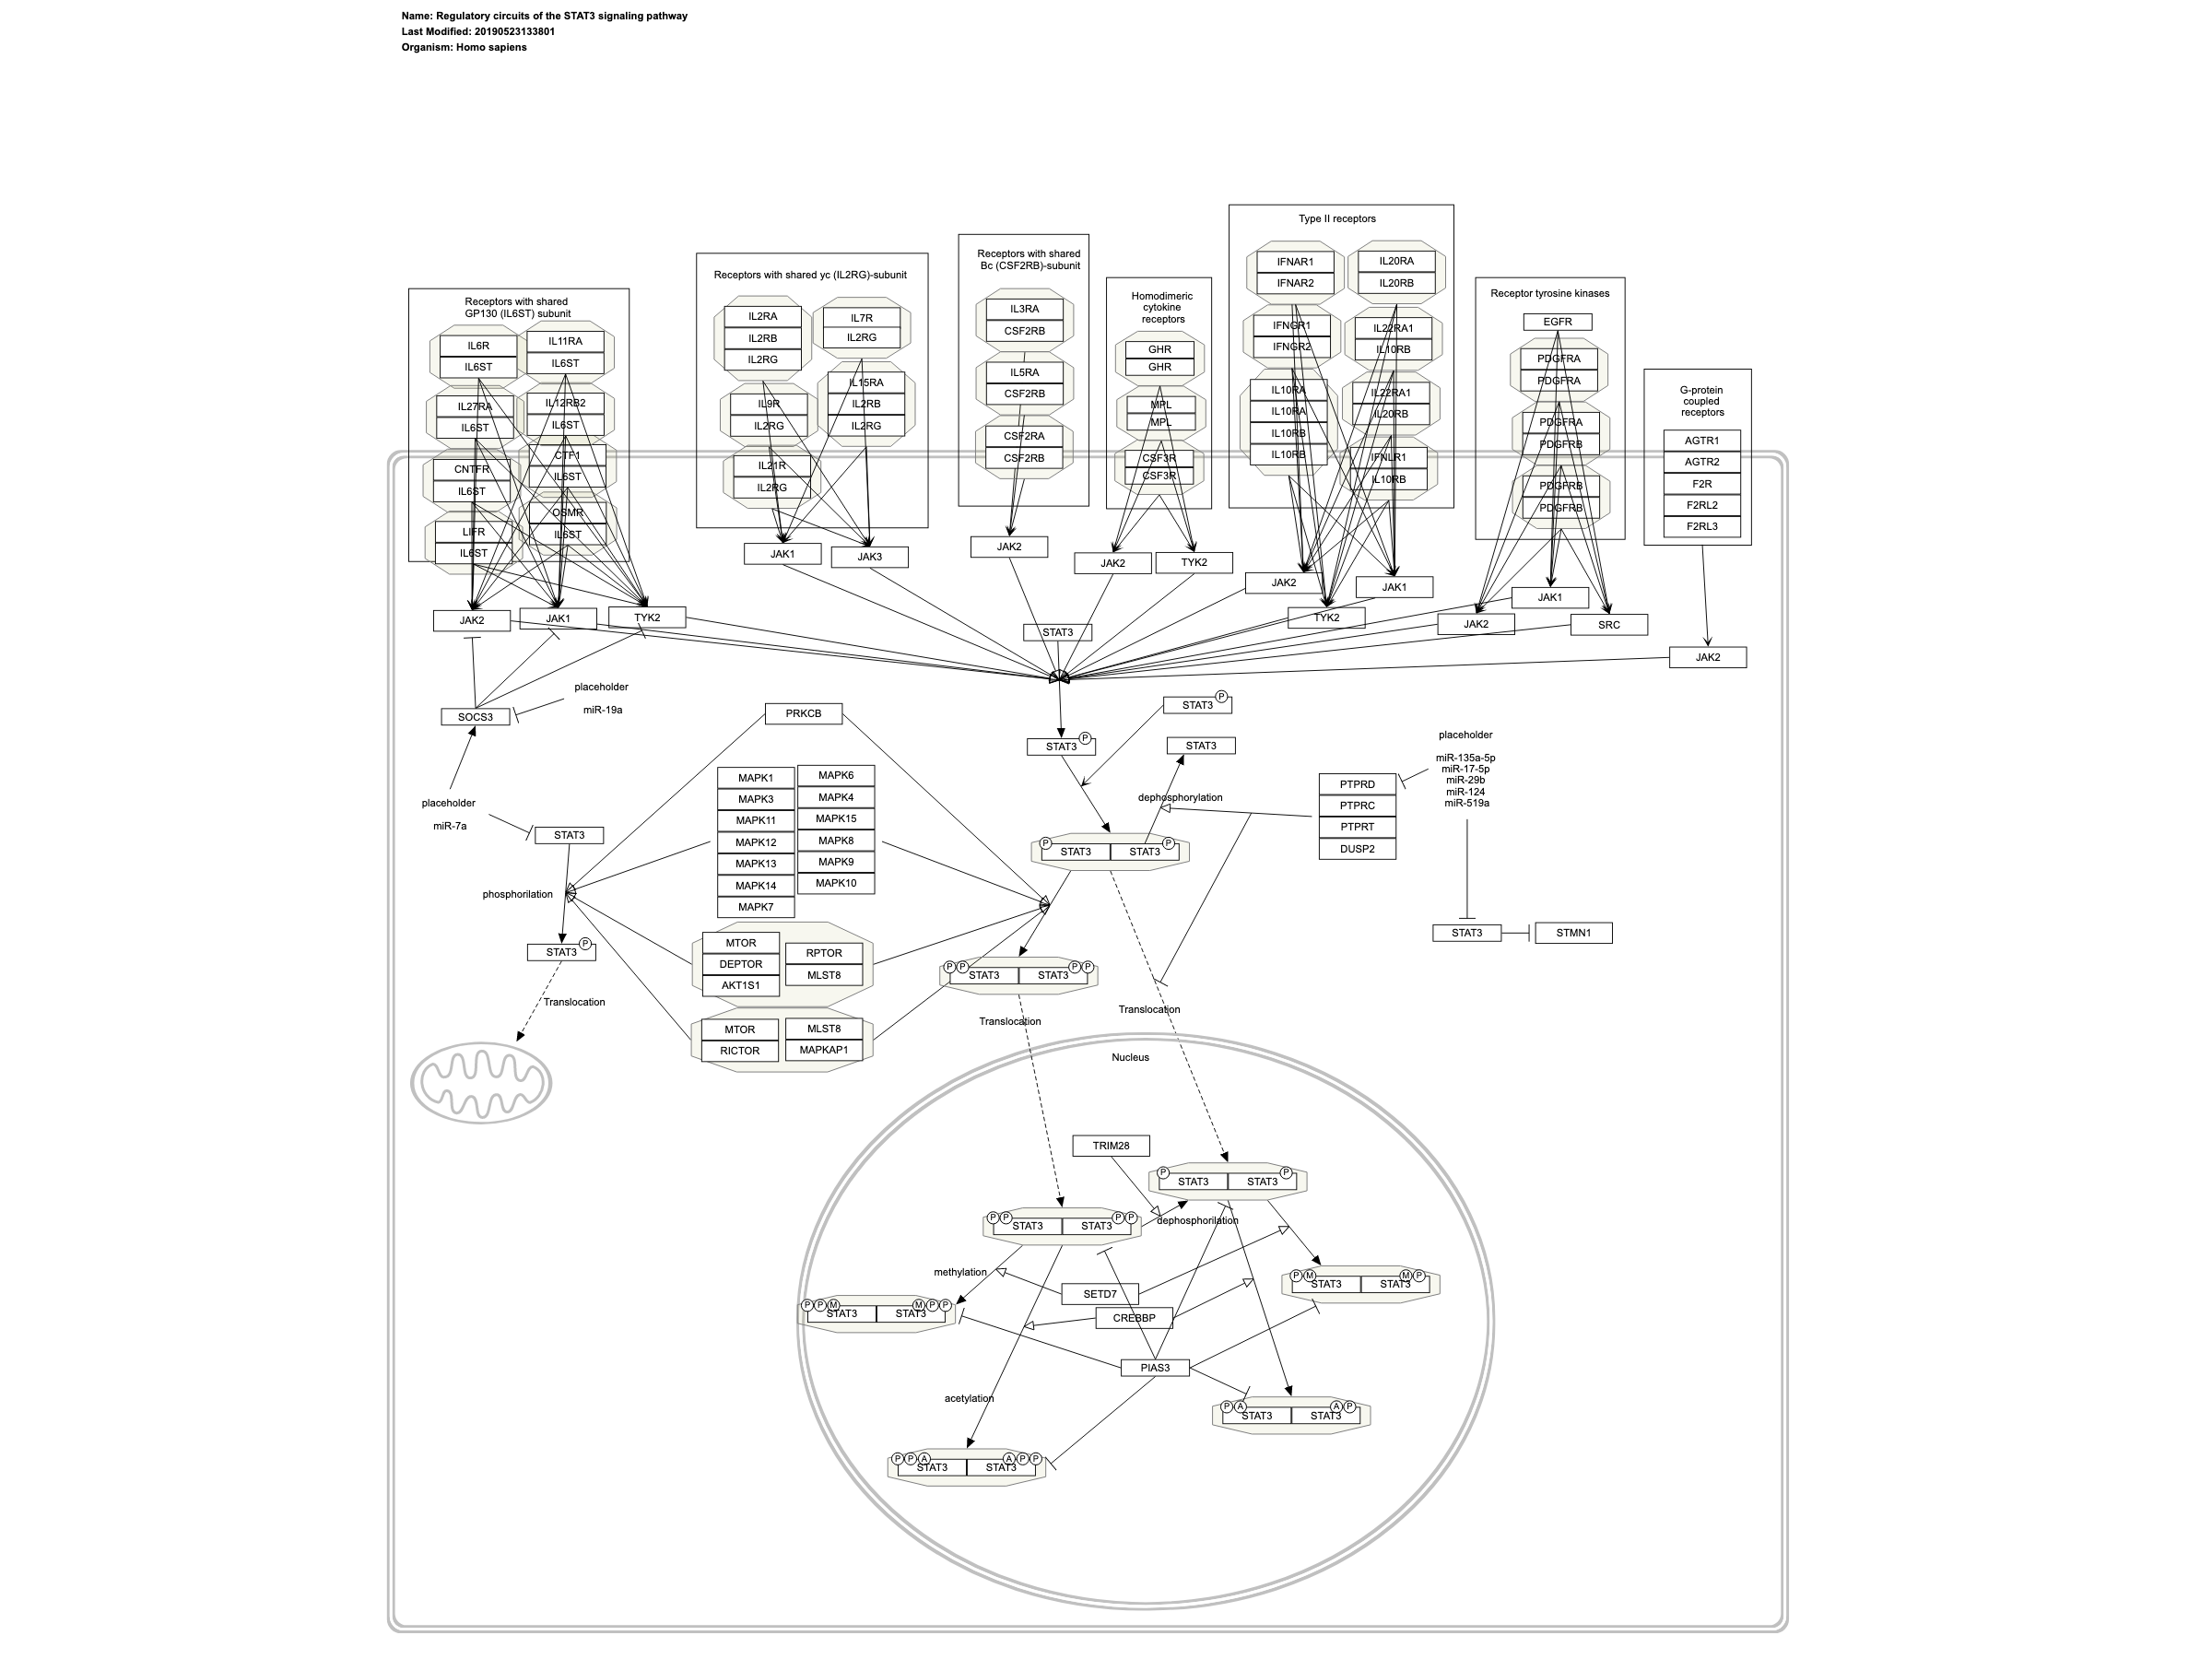 Name: Regulatory circuits of the STAT3 signaling pathway
Last Modified: 20190523133801
Organism: Homo sapiens
Receptors with shared
GP130 (IL6ST) subunit
IL6R
IL6ST
IL11RA
IL6ST
IL27RA
IL6ST
IL12RB2
IL6ST
CNTFR
IL6ST
CTF1
IL6ST
LIFR
IL6ST
OSMR
IL6ST
JAK2
JAK1
TYK2
Receptors with shared yc (IL2RG)-subunit
IL2RA
IL2RB
IL2RG
IL7R
IL2RG
IL9R
IL2RG
IL15RA
IL2RB
IL2RG
IL21R
IL2RG
JAK1
JAK3
Receptors with shared
Bc (CSF2RB)-subunit
IL3RA
CSF2RB
IL5RA
CSF2RB
CSF2RA
CSF2RB
JAK2
Homodimeric
cytokine
receptors
GHR
GHR
MPL
MPL
CSF3R
CSF3R
JAK2
TYK2
Type II receptors
IFNAR1
IFNAR2
IL20RA
IL20RB
IFNGR1
IFNGR2
IL22RA1
IL10RB
IL10RA
IL10RA
IL10RB
IL10RB
IL22RA1
IL20RB
IFNLR1
IL10RB
JAK2
JAK1
TYK2
Receptor tyrosine kinases
EGFR
PDGFRA
PDGFRA
PDGFRA
PDGFRB
PDGFRB
PDGFRB
JAK1
JAK2
SRC
G-protein
coupled
receptors
AGTR1
AGTR2
F2R
F2RL2
F2RL3
JAK2
STAT3
placeholder
miR-19a
SOCS3
placeholder
miR-7a
STAT3
phosphorilation
STAT3
P
Translocation
PRKCB
MAPK1
MAPK3
MAPK11
MAPK12
MAPK13
MAPK14
MAPK7
MAPK6
MAPK4
MAPK15
MAPK8
MAPK9
MAPK10
MTOR
DEPTOR
AKT1S1
RPTOR
MLST8
MTOR
RICTOR
MLST8
MAPKAP1
STAT3
P
STAT3
P
STAT3
dephosphorylation
P
STAT3
STAT3
P
PTPRD
PTPRC
PTPRT
DUSP2
placeholder
miR-135a-5p
miR-17-5p
miR-29b
miR-124
miR-519a
STAT3
STMN1
P P
STAT3
STAT3
P P
Translocation
Translocation
Nucleus
TRIM28
P
STAT3
STAT3
P
P P
STAT3
STAT3
P P
dephosphorilation
methylation
SETD7
CREBBP
P M
STAT3
STAT3
M P
P P M
STAT3
STAT3
M P P
PIAS3
acetylation
P A
STAT3
STAT3
A P
P P A
STAT3
STAT3
A P P